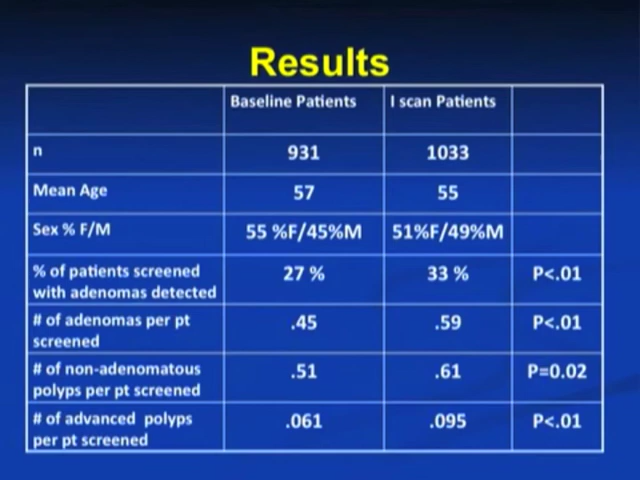 Results
Baseline Patients I scan Patients
n 931 1033
Mean Age 57 55
Sex % F/M 55 %F/45%M 51%F/49%M
% of patients screened
with adenomas detected 27 % 33 % P<.01
# of adenomas per pt
screened .45 .59 P<.01
# of non-adenomatous
polyps per pt screened .51 .61 P=0.02
# of advanced polyps
per pt screened .061 .095 P<.01